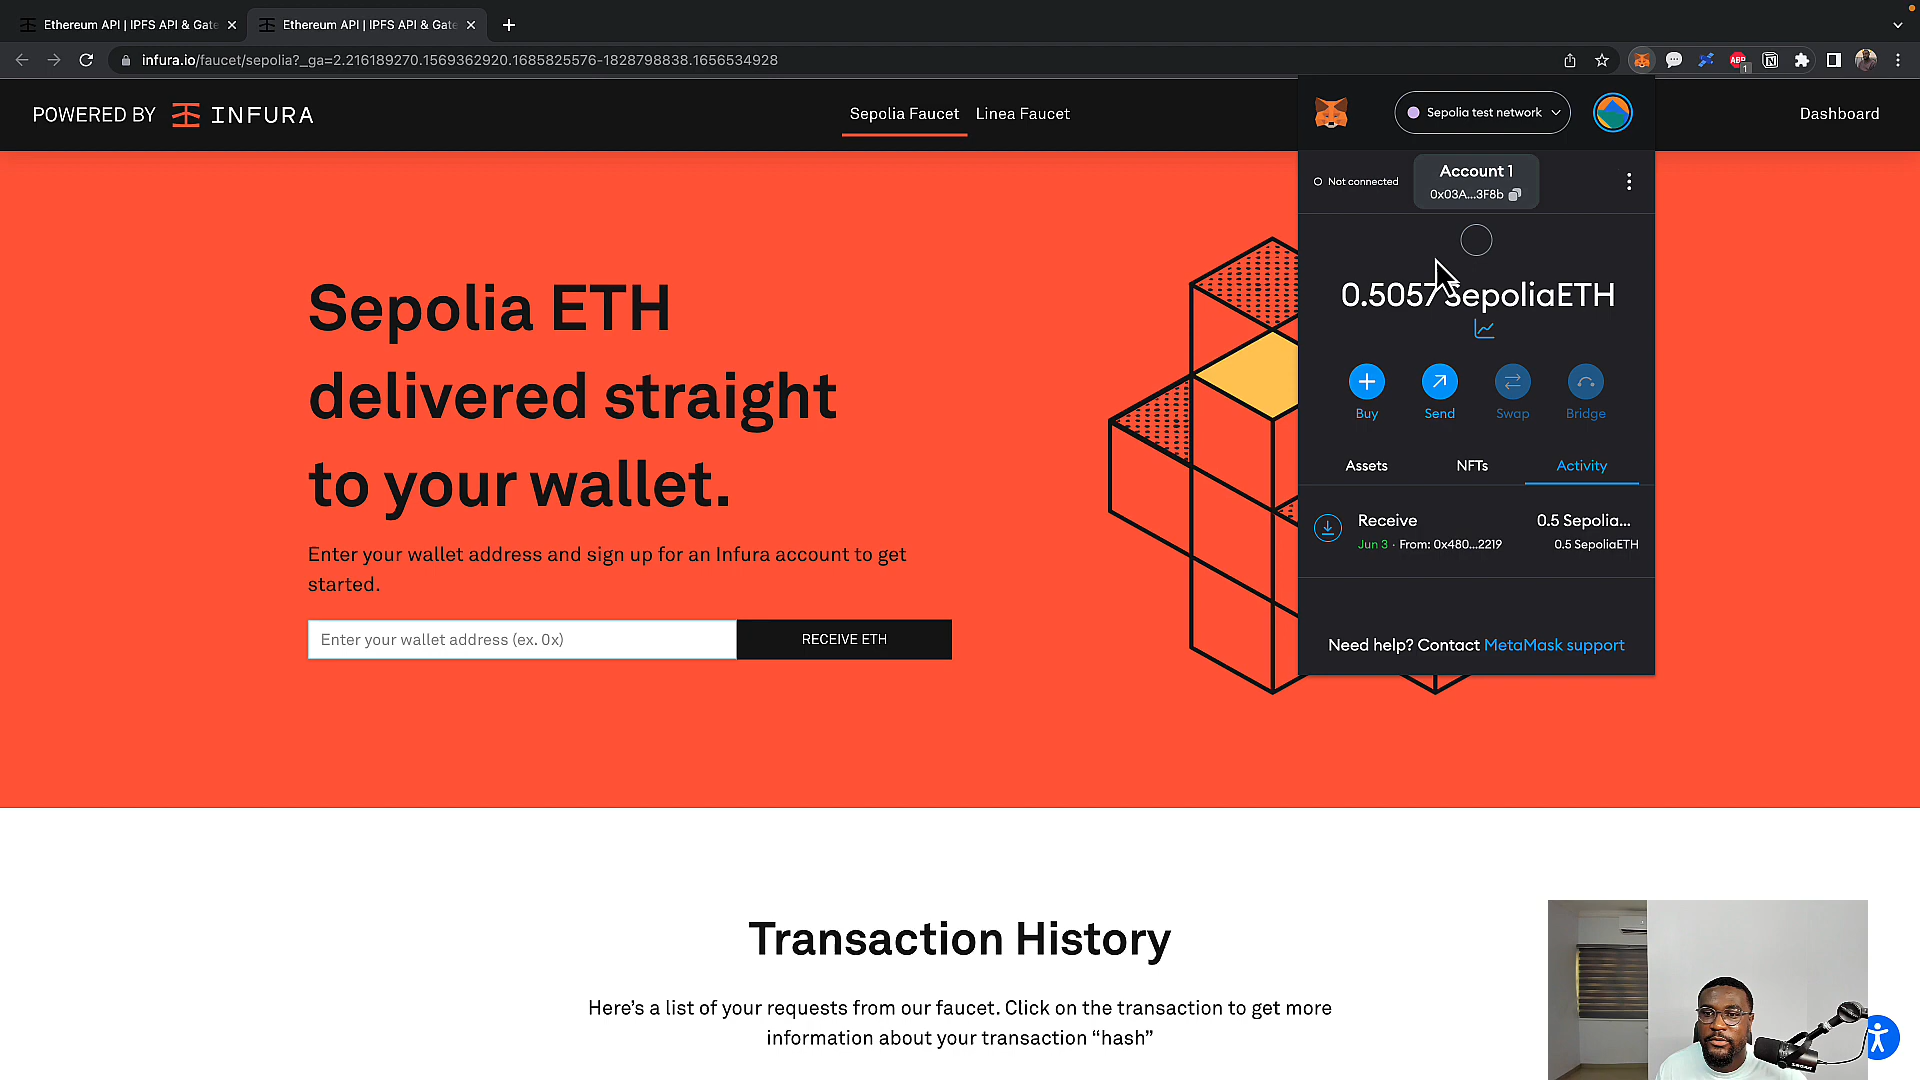 Ethereum API | IPFS API & Gate
Ethereum API | IPFS API & Gate
infura.io/faucet/sepolia?_ga=2.216189270.1569362920.1685825576-1828798838.1656534928
ABP
1
POWERED BY INFURA
Sepolia Faucet
Linea Faucet
Dashboard
Sepolia test network
Not connected
Account 1
0x03A...3F8b
0.5057 SepoliaETH
Buy
Send
Swap
Bridge
Assets
NFTs
Activity
Receive
0.5 Sepolia...
Jun 3 · From: 0x480...2219
0.5 SepoliaETH
Need help? Contact MetaMask support
Sepolia ETH
delivered straight
to your wallet.
Enter your wallet address and sign up for an Infura account to get
started.
Enter your wallet address (ex. 0x)
RECEIVE ETH
Transaction History
Here’s a list of your requests from our faucet. Click on the transaction to get more
information about your transaction “hash”